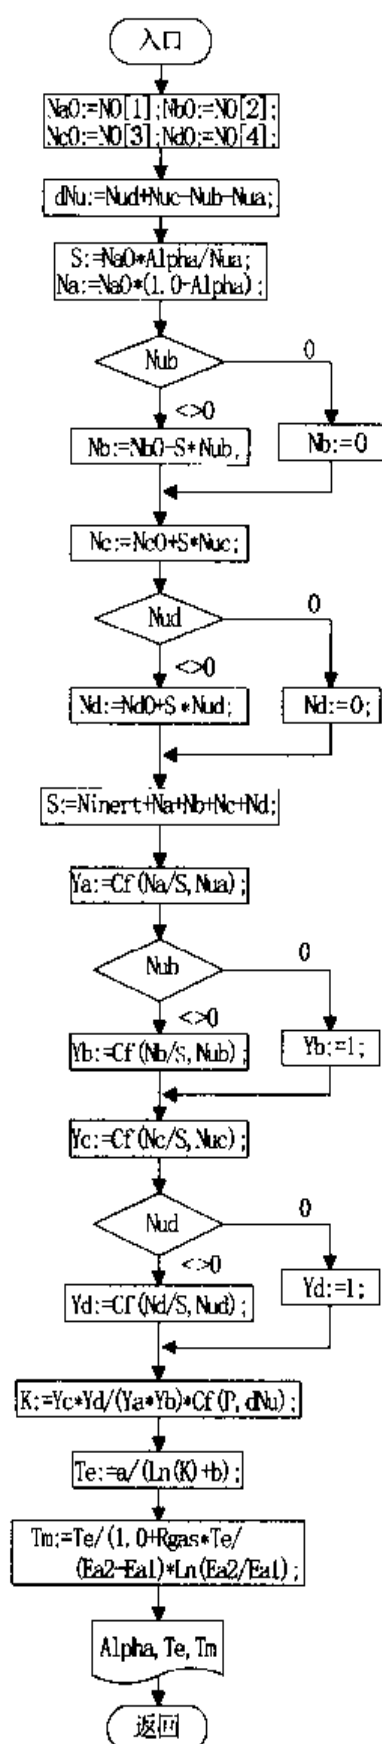 入口
Na0:=N0[1];Nb0:=N0[2];
Nc0:=N0[3];Nd0:=N0[4];
dNu:=Nud+Nuc-Nub-Nua;
S:=Na0*Alpha/Nua;
Na:=Na0*(1.0-Alpha);
Nub
0
<>0
Nb:=Nb0-S*Nub,
Nb:=0
Nc:=Nc0+S*Nuc;
Nud
0
<>0
Nd:=Nd0+S*Nud;
Nd:=0;
S:=Ninert+Na+Nb+Nc+Nd;
Ya:=Cf(Na/S,Nua);
Nub
0
<>0
Yb:=Cf(Nb/S,Nub);
Yb:=1;
Yc:=Cf(Nc/S,Nuc);
Nud
0
<>0
Yd:=Cf(Nd/S,Nud);
Yd:=1;
K:=Yc*Yd/(Ya*Yb)*Cf(P,dNu);
Te:=a/(Ln(K)+b);
Tm:=Te/(1.0+Rgas*Te/
(Ea2-Ea1)*Ln(Ea2/Ea1);
Alpha,Te,Tm
返回